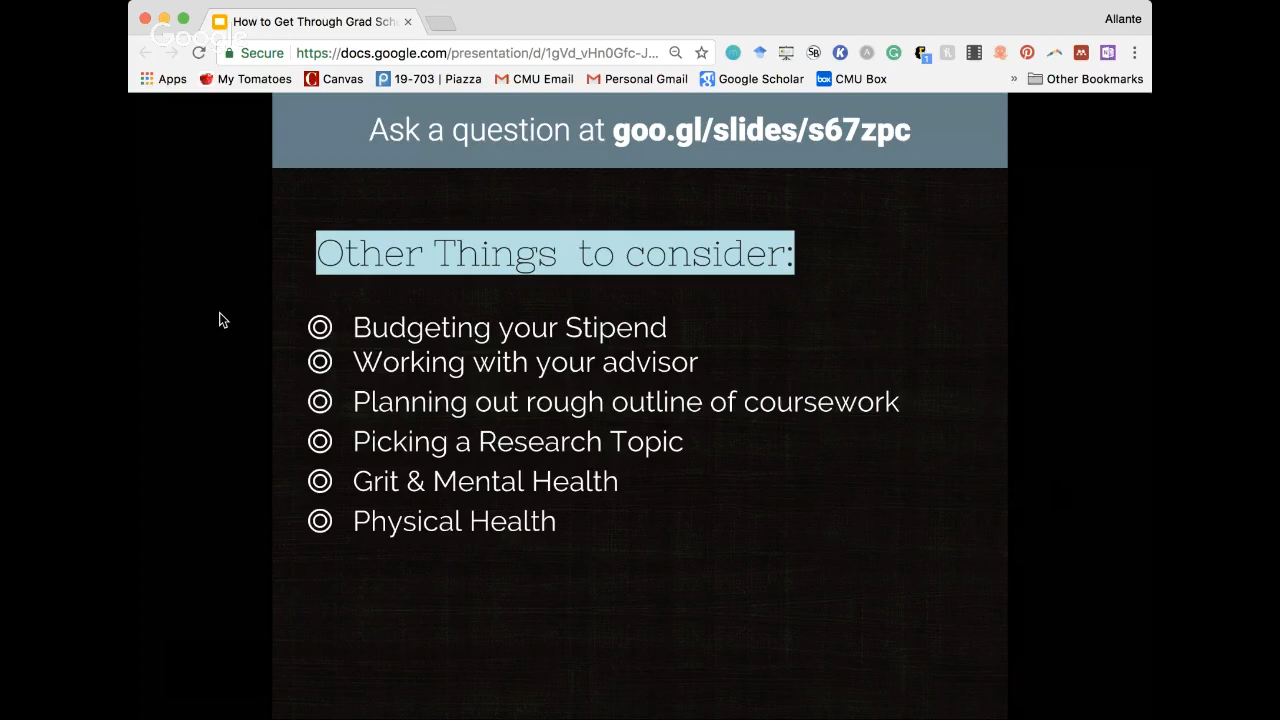 How to Get Through Grad Scho
Allante
Google
Secure
https://docs.google.com/presentation/d/1gVd_vHn0Gfc-J...
Apps
My Tomatoes
Canvas
19-703 | Piazza
CMU Email
Personal Gmail
Google Scholar
CMU Box
Other Bookmarks
Ask a question at goo.gl/slides/s67zpc
Other Things to consider:
Budgeting your Stipend
Working with your advisor
Planning out rough outline of coursework
Picking a Research Topic
Grit & Mental Health
Physical Health